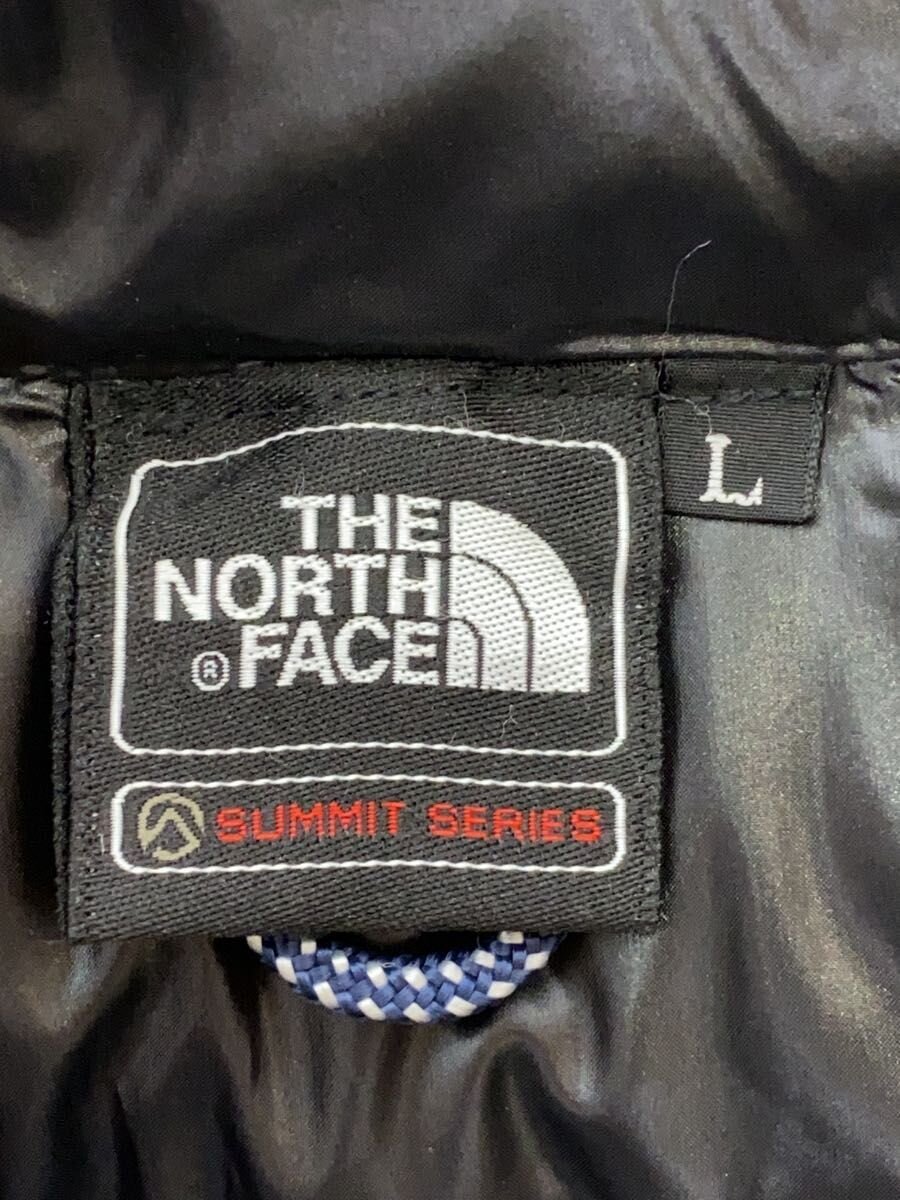 THE
NORTH
® FACE
SUMMIT SERIES
L